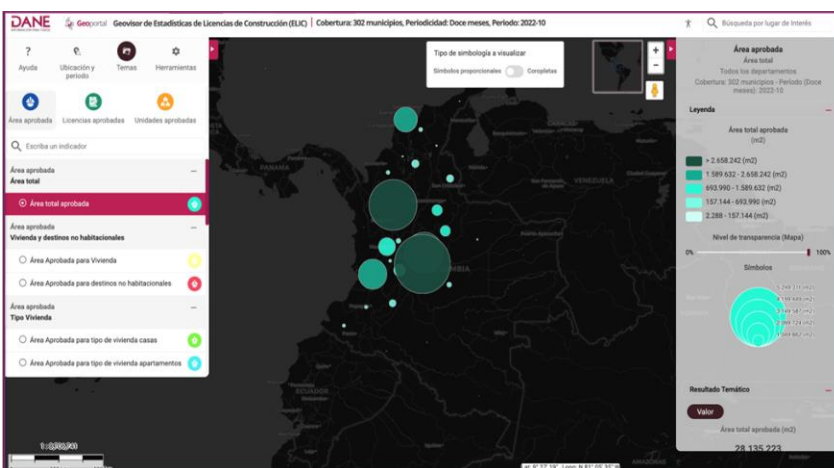 DANE
Geoportal
Geovisor de Estadísticas de Licencias de Construcción (ELIC)
Cobertura: 302 municipios, Periodicidad: Doce meses, Periodo: 2022-10
Búsqueda por lugar de interés
?
Ayuda
Ubicación y
periodo
Temas
Herramientas
Área aprobada
Licencias aprobadas
Unidades aprobadas
Escriba un indicador
Área aprobada
Área total
Área total aprobada
Área aprobada
Vivienda y destinos no habitacionales
Área Aprobada para Vivienda
Área Aprobada para destinos no habitacionales
Área aprobada
Tipo Vivienda
Área Aprobada para tipo de vivienda casas
Área Aprobada para tipo de vivienda apartamentos
Tipo de simbología a visualizar
Símbolos proporcionales
Coropletas
+
−
PANAMÁ
VENEZUELA
ECUADOR
AMAZONAS
Área aprobada
Área total
Todos los departamentos
Cobertura: 302 municipios - Periodo (Doce
meses): 2022-10
Leyenda
Área total aprobada
(m2)
> 2.658.242 (m2)
1.589.632 - 2.658.242 (m2)
693.990 - 1.589.632 (m2)
157.144 - 693.990 (m2)
2.288 - 157.144 (m2)
Nivel de transparencia (Mapa)
0%
100%
Símbolos
Resultado Temático
Valor
Área total aprobada (m2)
28.135.223